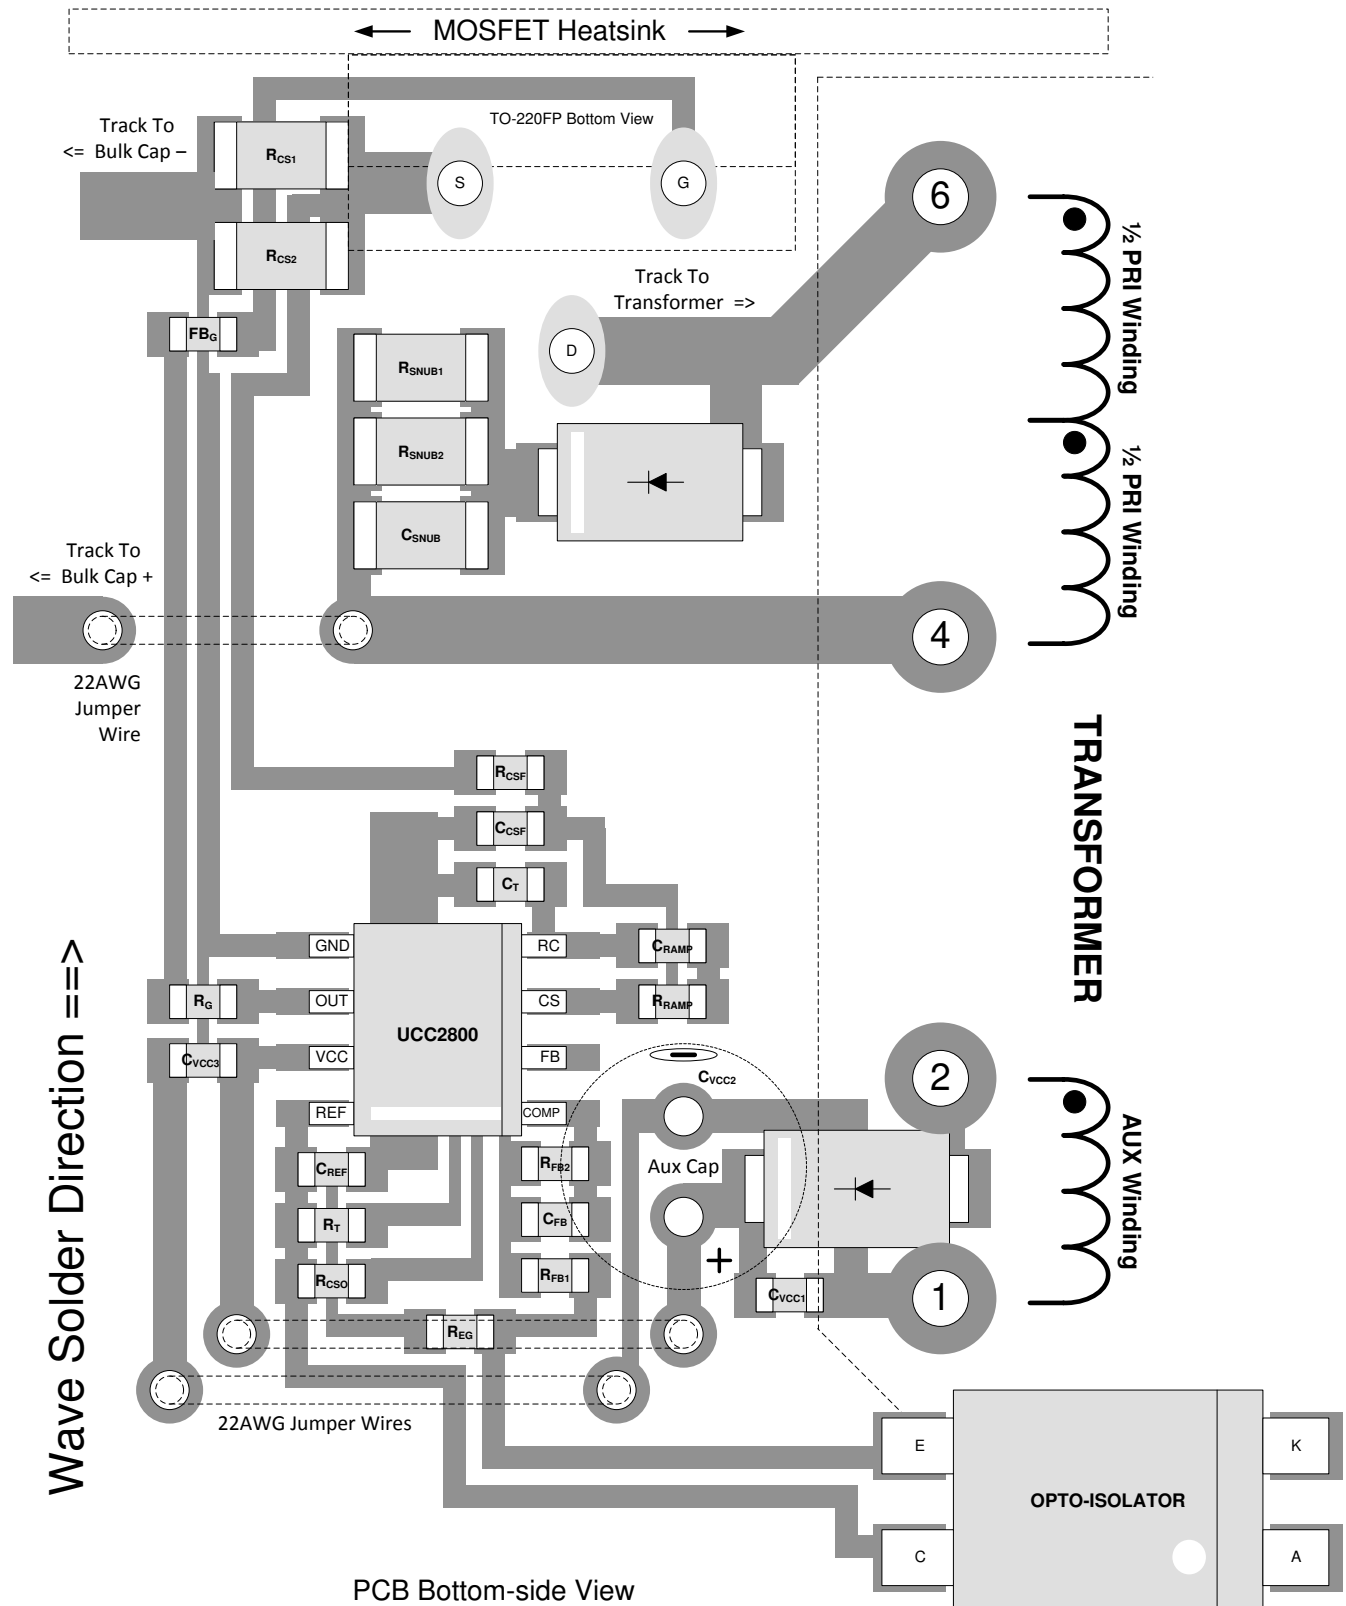 MOSFET Heatsink
TO-220FP Bottom View
Track To
<= Bulk Cap –
RCS1
S
G
6
RCS2
½ PRI Winding
Track To
Transformer =>
FBG
D
RSNUB1
RSNUB2
½ PRI Winding
CSNUB
Track To
<= Bulk Cap +
4
22AWG
Jumper
Wire
TRANSFORMER
RCSF
CCSF
CT
GND
RC
CRAMP
RG
OUT
CS
RRAMP
UCC2800
CVCC3
VCC
FB
–
CVCC2
2
REF
COMP
AUX Winding
CREF
RFB2
Aux Cap
RT
CFB
RCSO
RFB1
+
CVCC1
1
REG
22AWG Jumper Wires
Wave Solder Direction ==>
E
K
OPTO-ISOLATOR
C
A
PCB Bottom-side View